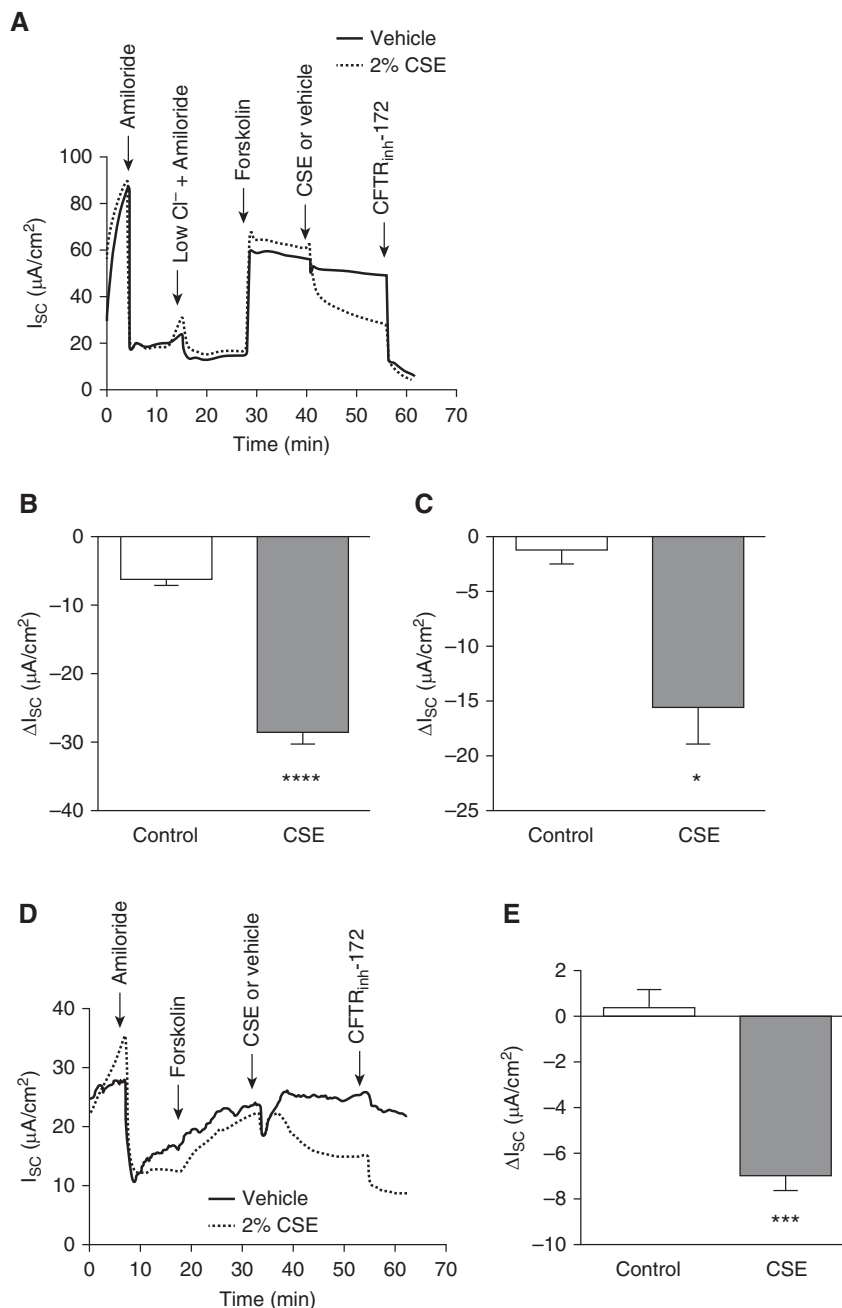 A
Vehicle
2% CSE
Amiloride
Low Cl⁻ + Amiloride
Forskolin
CSE or vehicle
CFTRinh-172
100
80
60
40
20
0
ISC (μA/cm²)
0 10 20 30 40 50 60 70
Time (min)
B
0
−10
−20
−30
−40
ΔISC (μA/cm²)
****
Control CSE
C
0
−5
−10
−15
−20
−25
ΔISC (μA/cm²)
*
Control CSE
D
Amiloride
Forskolin
CSE or vehicle
CFTRinh-172
40
30
20
10
0
ISC (μA/cm²)
Vehicle
2% CSE
0 10 20 30 40 50 60 70
Time (min)
E
2
0
−2
−4
−6
−8
−10
ΔISC (μA/cm²)
***
Control CSE